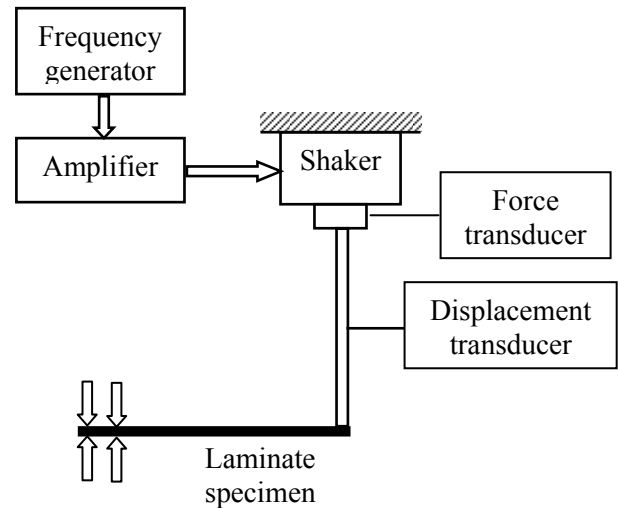 Frequency
generator
Amplifier
Shaker
Force
transducer
Displacement
transducer
Laminate
specimen